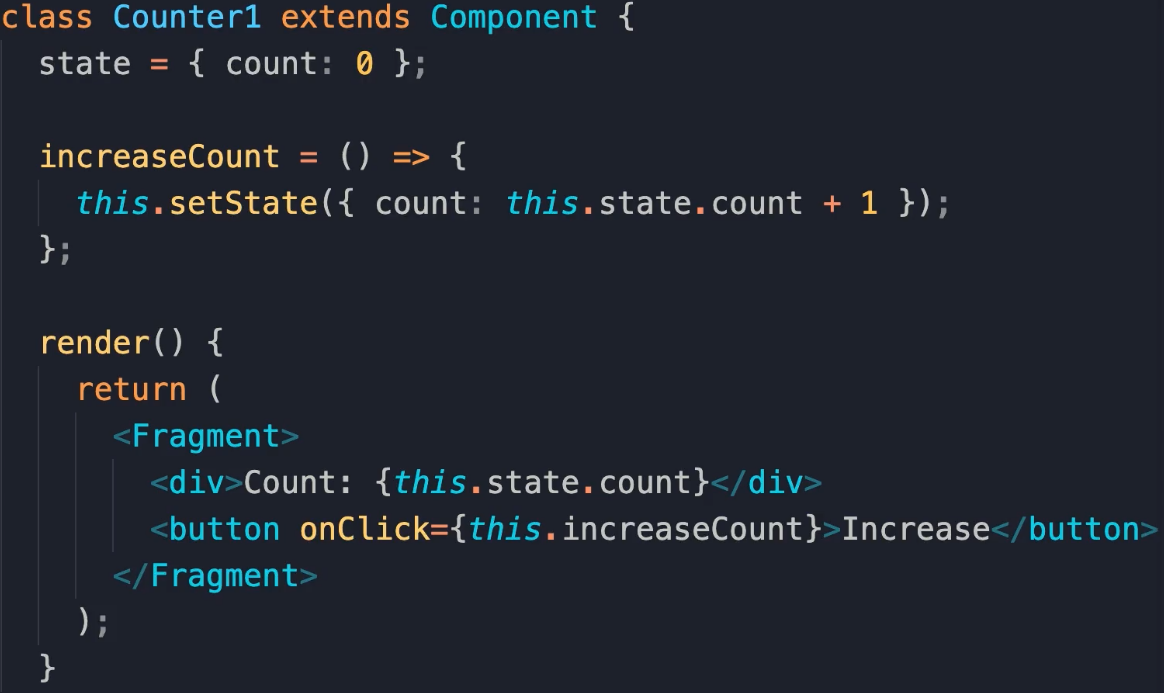 class Counter1 extends Component {
  state = { count: 0 };

  increaseCount = () => {
    this.setState({ count: this.state.count + 1 });
  };

  render() {
    return (
      <Fragment>
        <div>Count: {this.state.count}</div>
        <button onClick={this.increaseCount}>Increase</button>
      </Fragment>
    );
  }